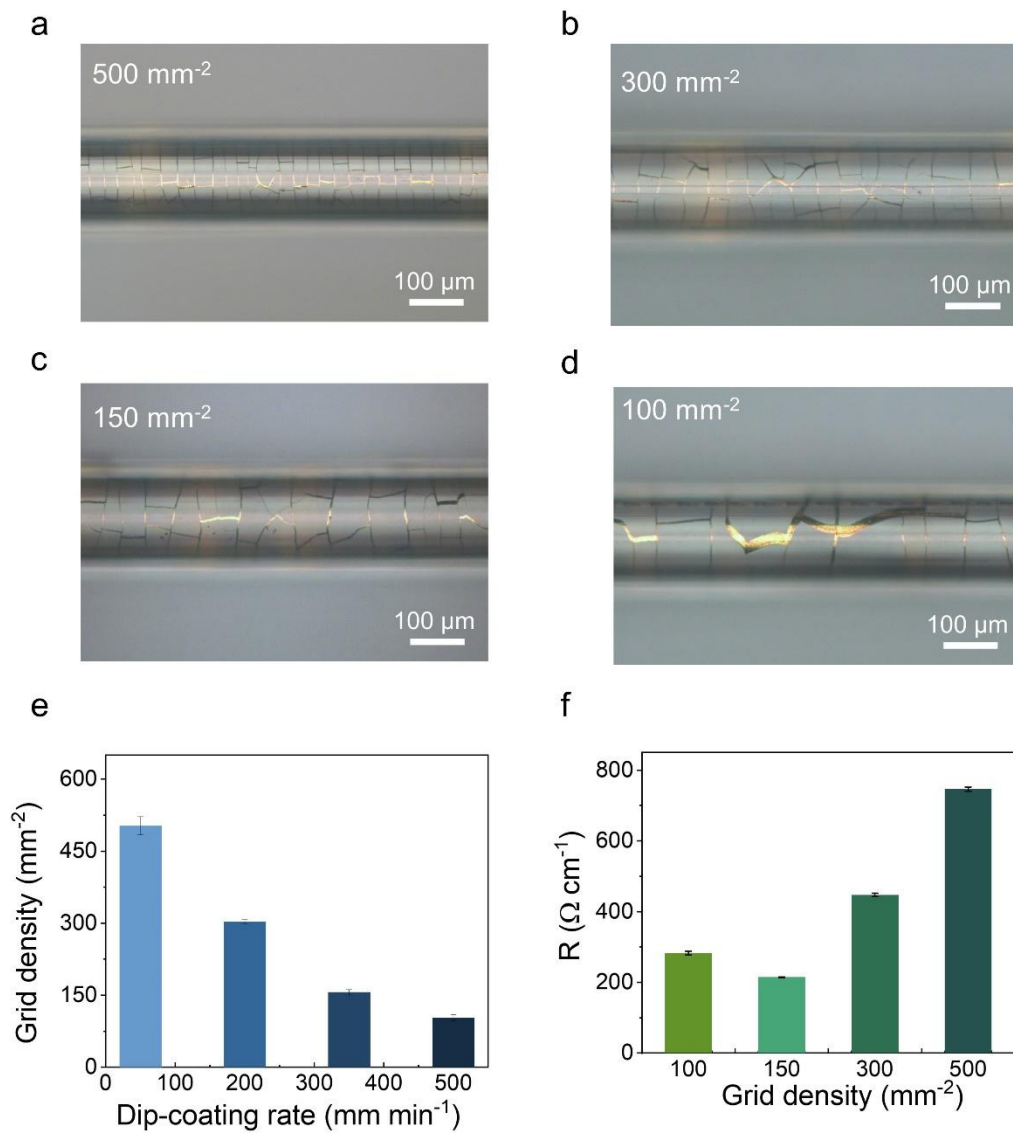 a
b
500 mm⁻²
300 mm⁻²
100 μm
100 μm
c
d
150 mm⁻²
100 mm⁻²
100 μm
100 μm
e
f
Grid density (mm⁻²)
600
450
300
150
0
0 100 200 300 400 500
Dip-coating rate (mm min⁻¹)
R (Ω cm⁻¹)
800
600
400
200
0
100 150 300 500
Grid density (mm⁻²)